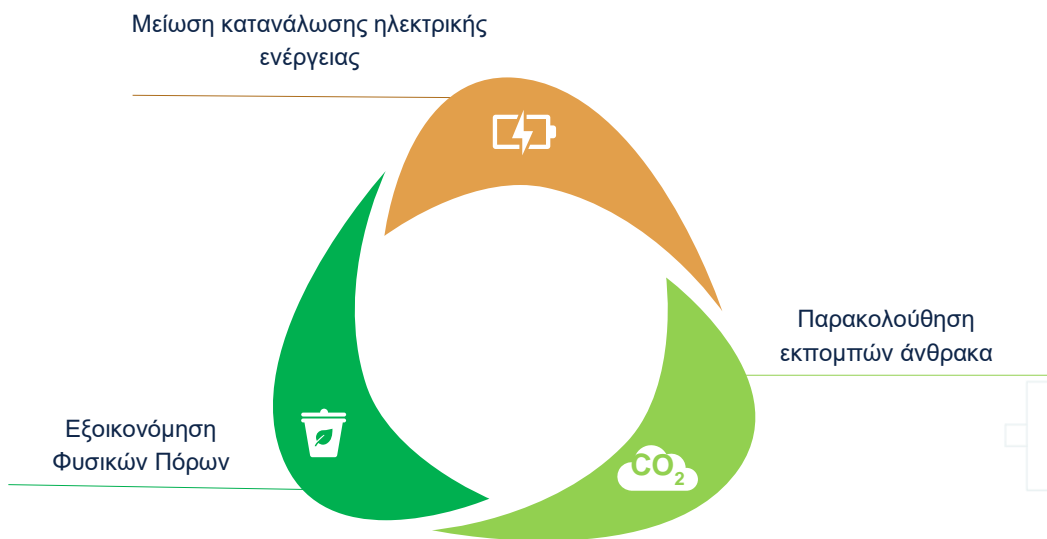 Μείωση κατανάλωσης ηλεκτρικής
ενέργειας
Παρακολούθηση
εκπομπών άνθρακα
Εξοικονόμηση
Φυσικών Πόρων
CO2